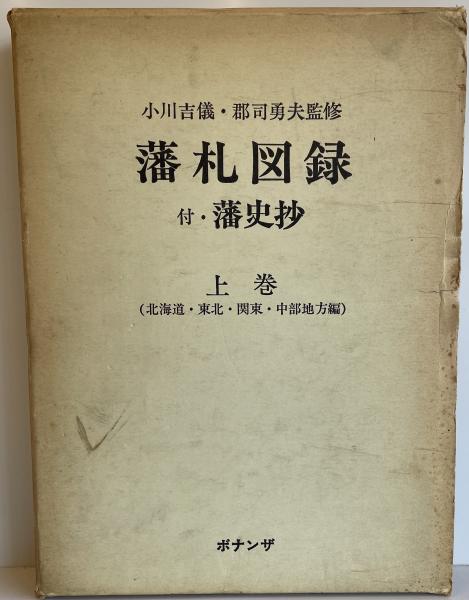 小川吉儀・郡司勇夫監修
藩札図録
付・藩史抄
上巻
(北海道・東北・関東・中部地方編)
ボナンザ